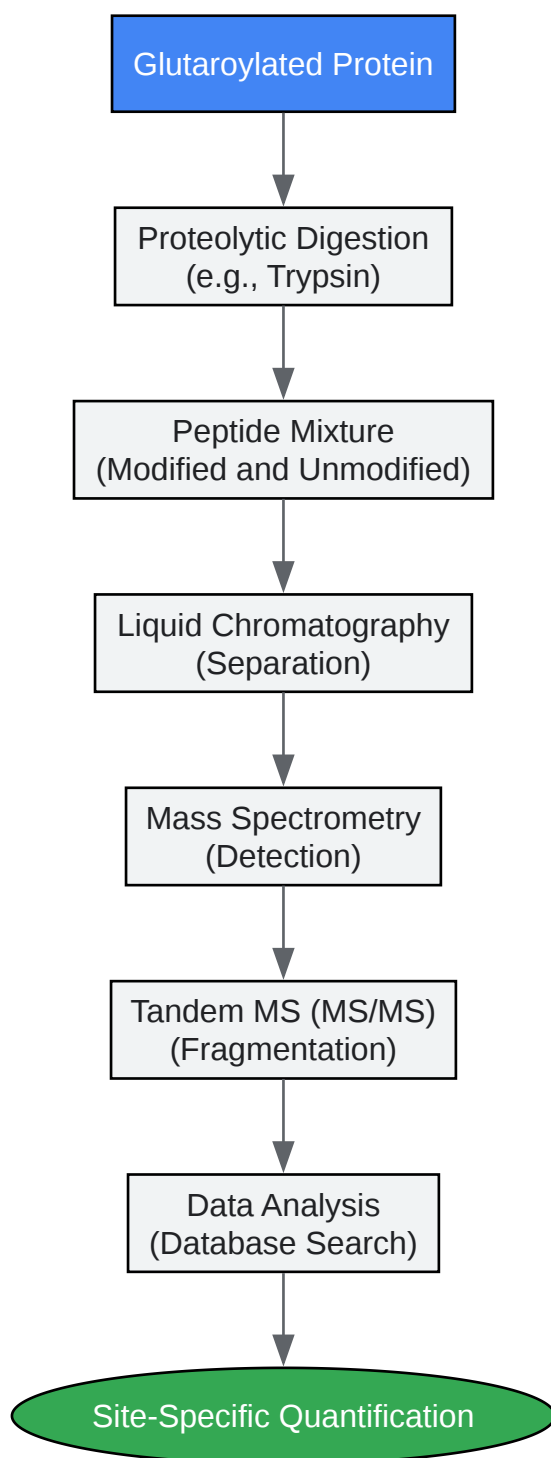 Glutaroylated Protein
Proteolytic Digestion
(e.g., Trypsin)
Peptide Mixture
(Modified and Unmodified)
Liquid Chromatography
(Separation)
Mass Spectrometry
(Detection)
Tandem MS (MS/MS)
(Fragmentation)
Data Analysis
(Database Search)
Site-Specific Quantification